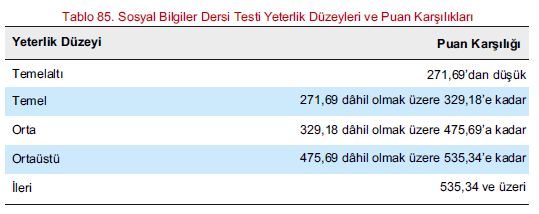 Tablo 85. Sosyal Bilgiler Dersi Testi Yeterlik Düzeyleri ve Puan Karşılıkları
Yeterlik Düzeyi Puan Karşılığı
Temelaltı 271,69’dan düşük
Temel 271,69 dâhil olmak üzere 329,18’e kadar
Orta 329,18 dâhil olmak üzere 475,69’a kadar
Ortaüstü 475,69 dâhil olmak üzere 535,34’e kadar
İleri 535,34 ve üzeri